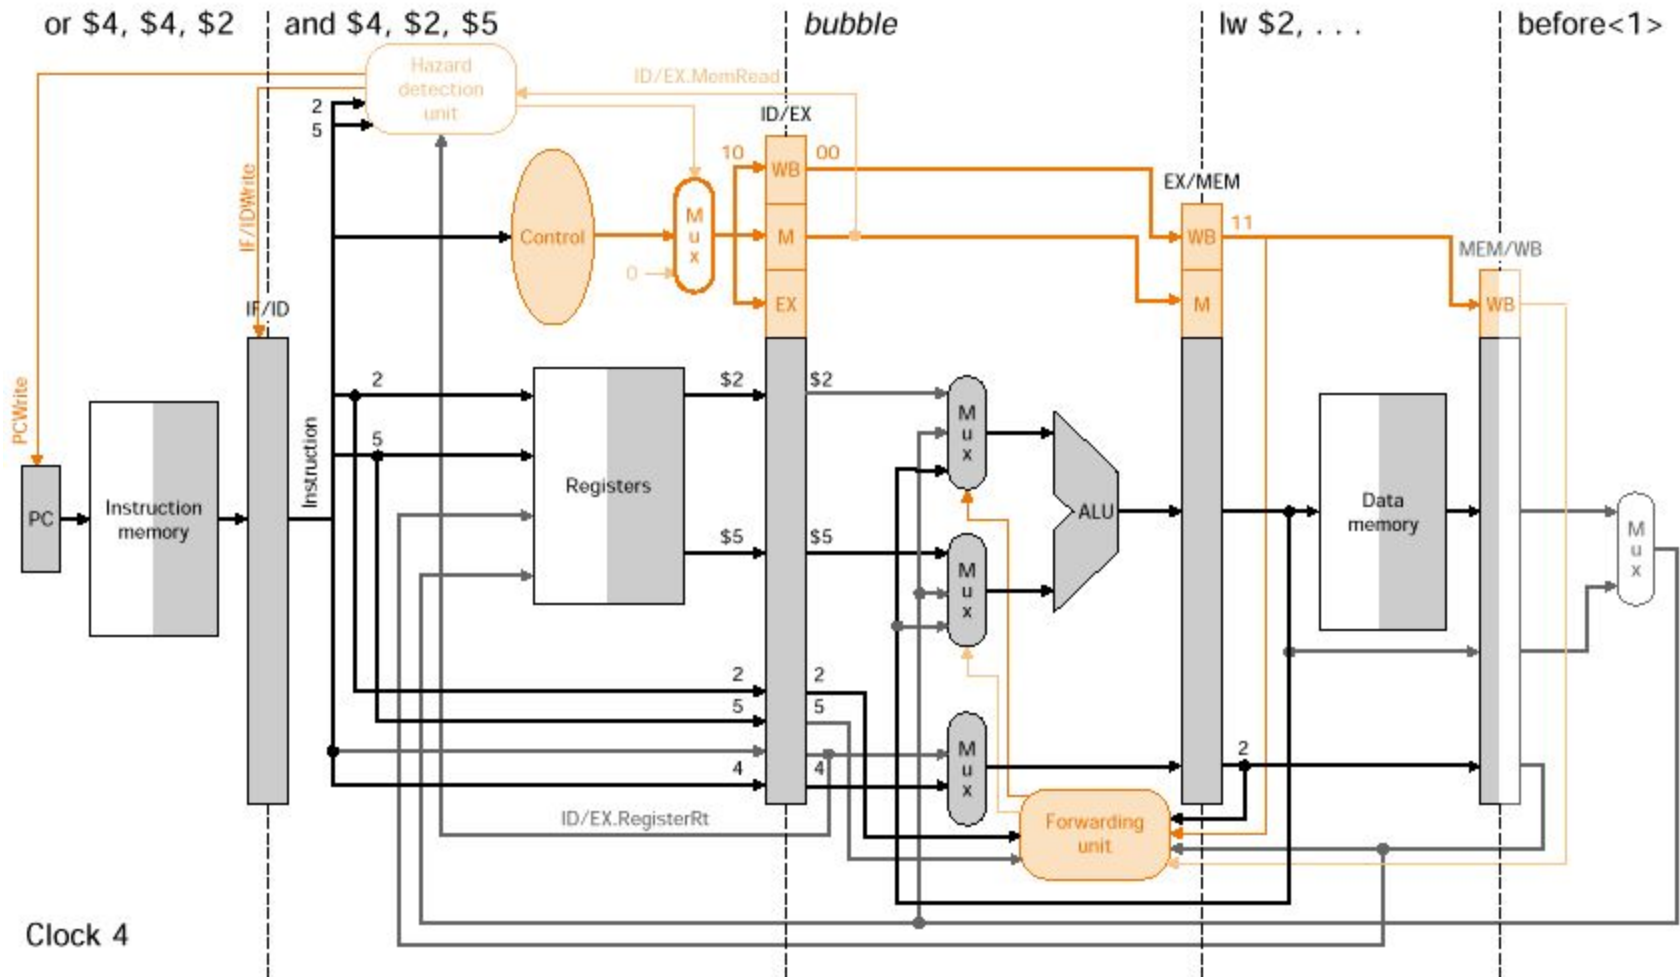 or $4, $4, $2
and $4, $2, $5
bubble
lw $2, . . .
before<1>
Hazard
detection
unit
ID/EX.MemRead
2
5
ID/EX
10
WB
00
EX/MEM
IF/IDWrite
Control
M
u
x
0
M
EX
WB
11
M
MEM/WB
WB
IF/ID
PCWrite
2
$2
$2
M
u
x
5
Instruction
Registers
PC
Instruction
memory
ALU
Data
memory
M
u
x
$5
$5
M
u
x
2
2
5
5
4
4
M
u
x
2
ID/EX.RegisterRt
Forwarding
unit
Clock 4